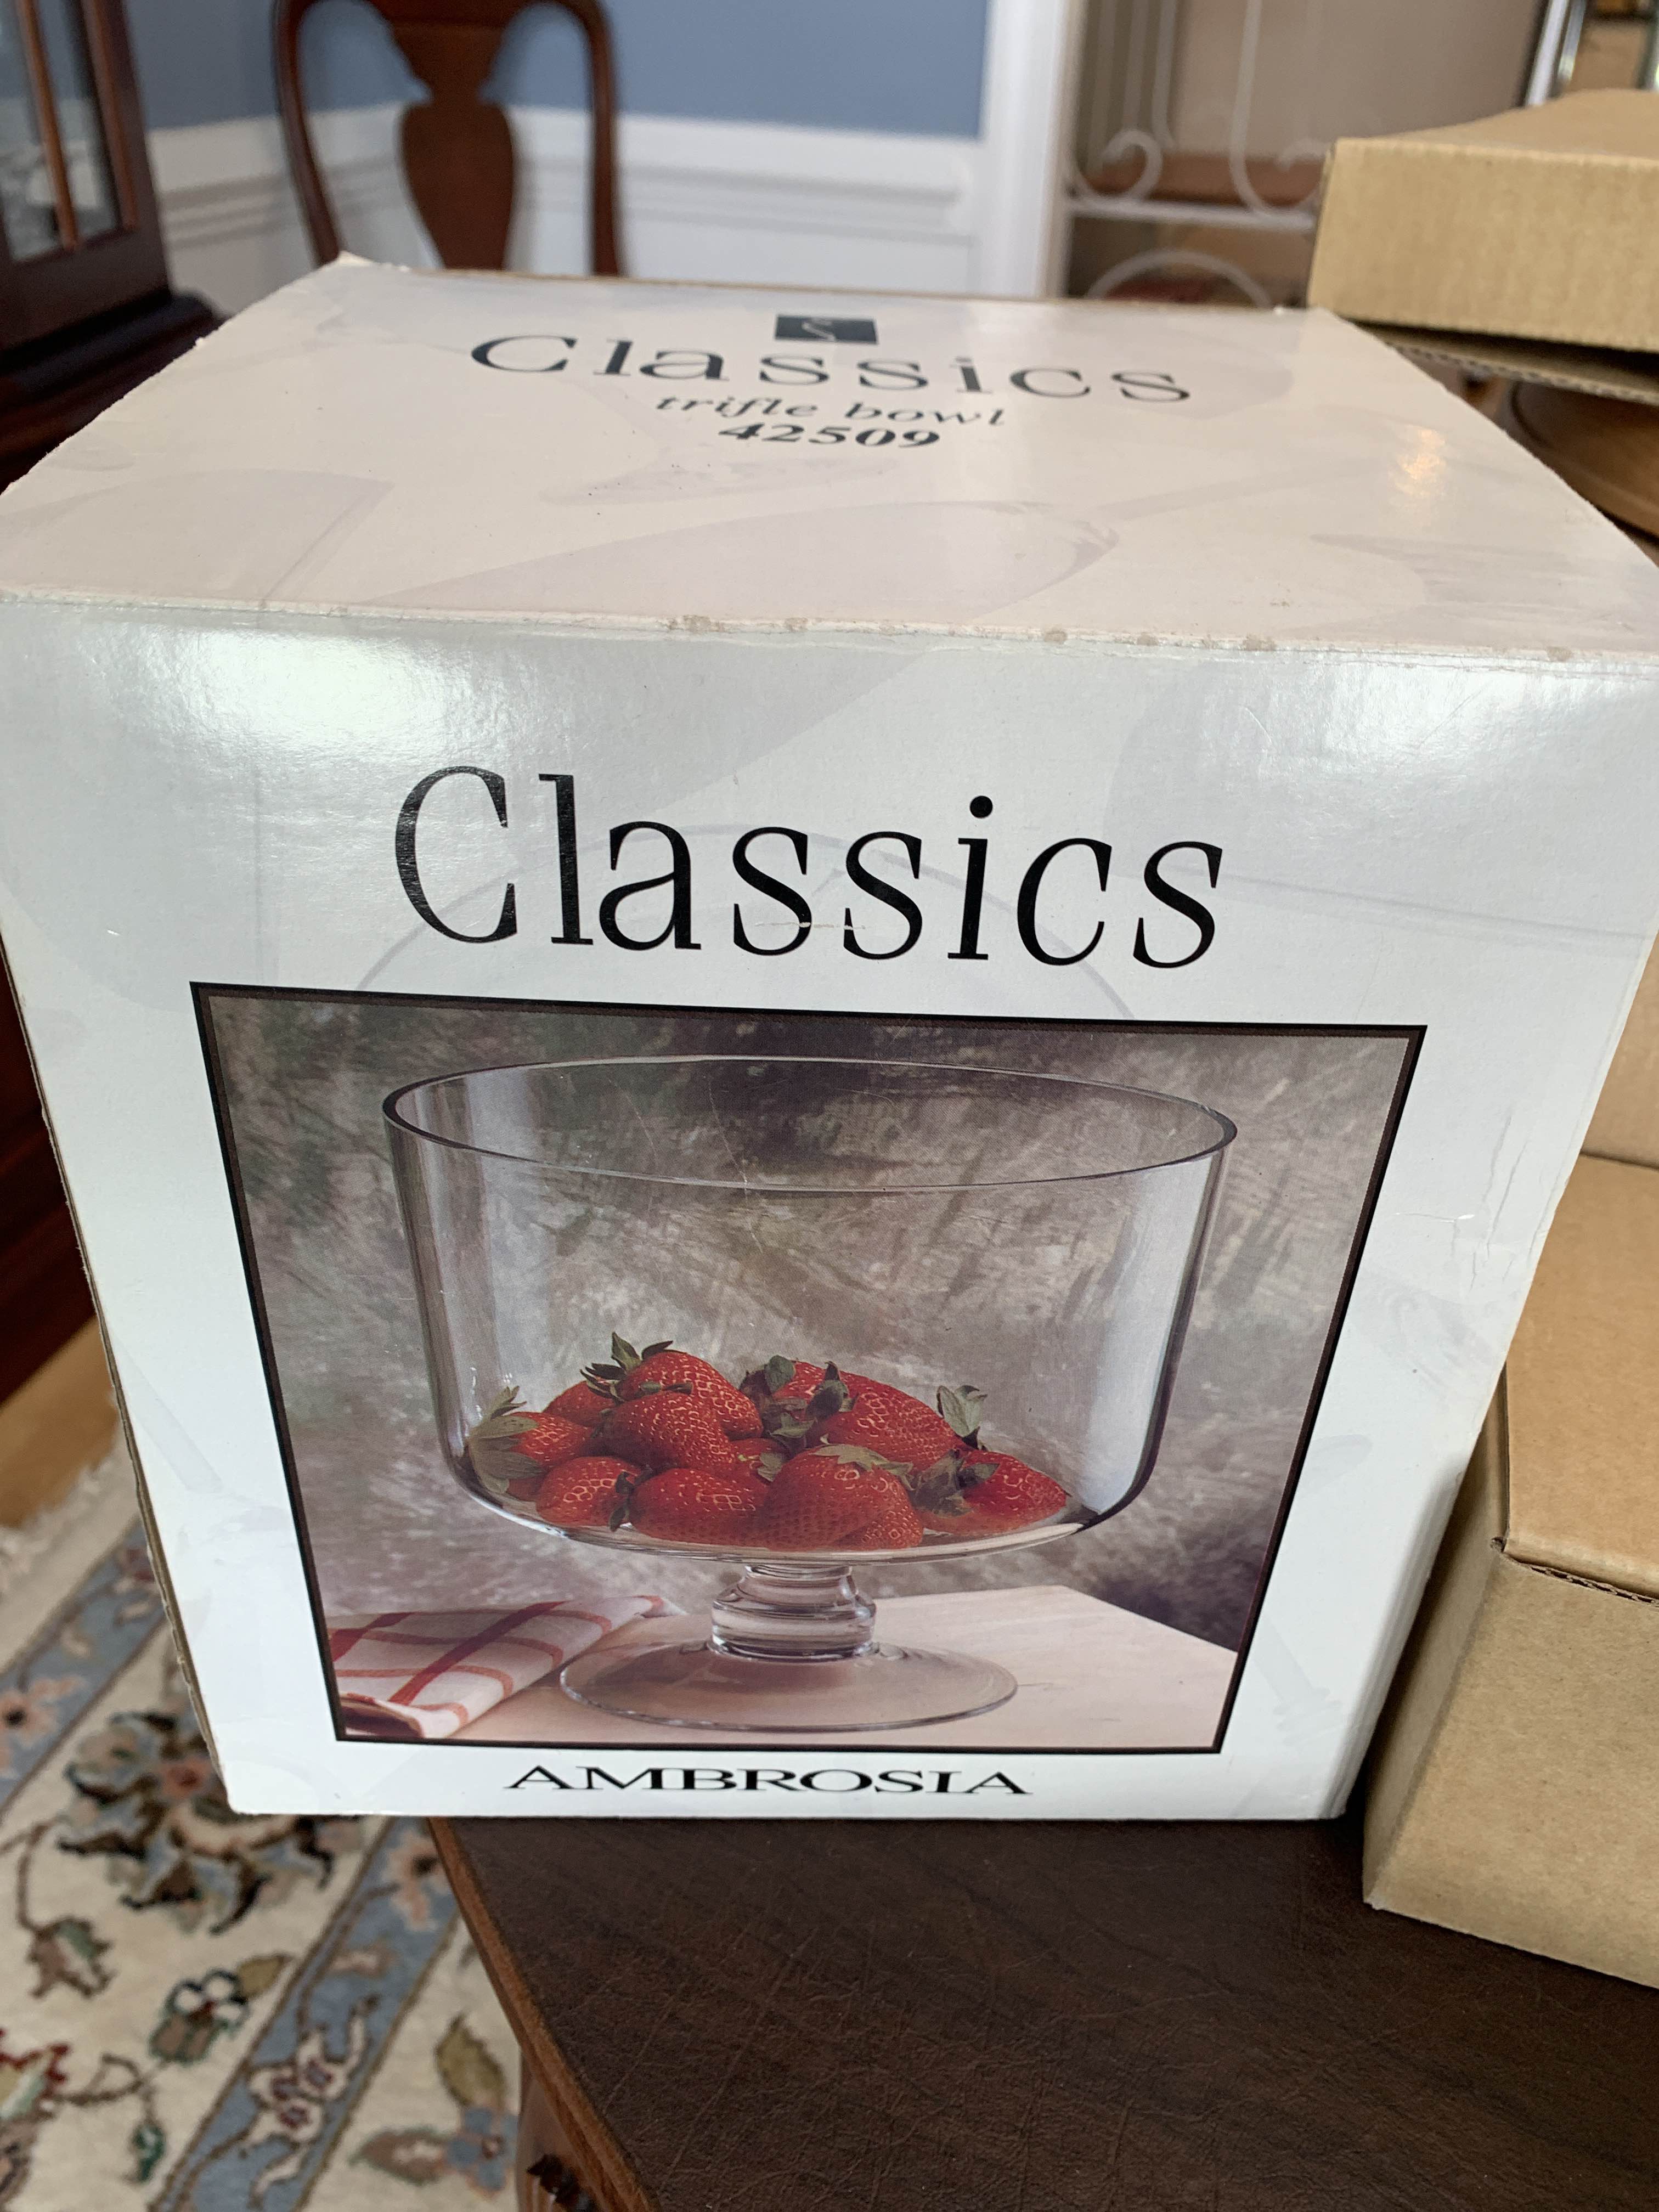 S
Classics
trifle bowl
42509
Classics
AMBROSIA